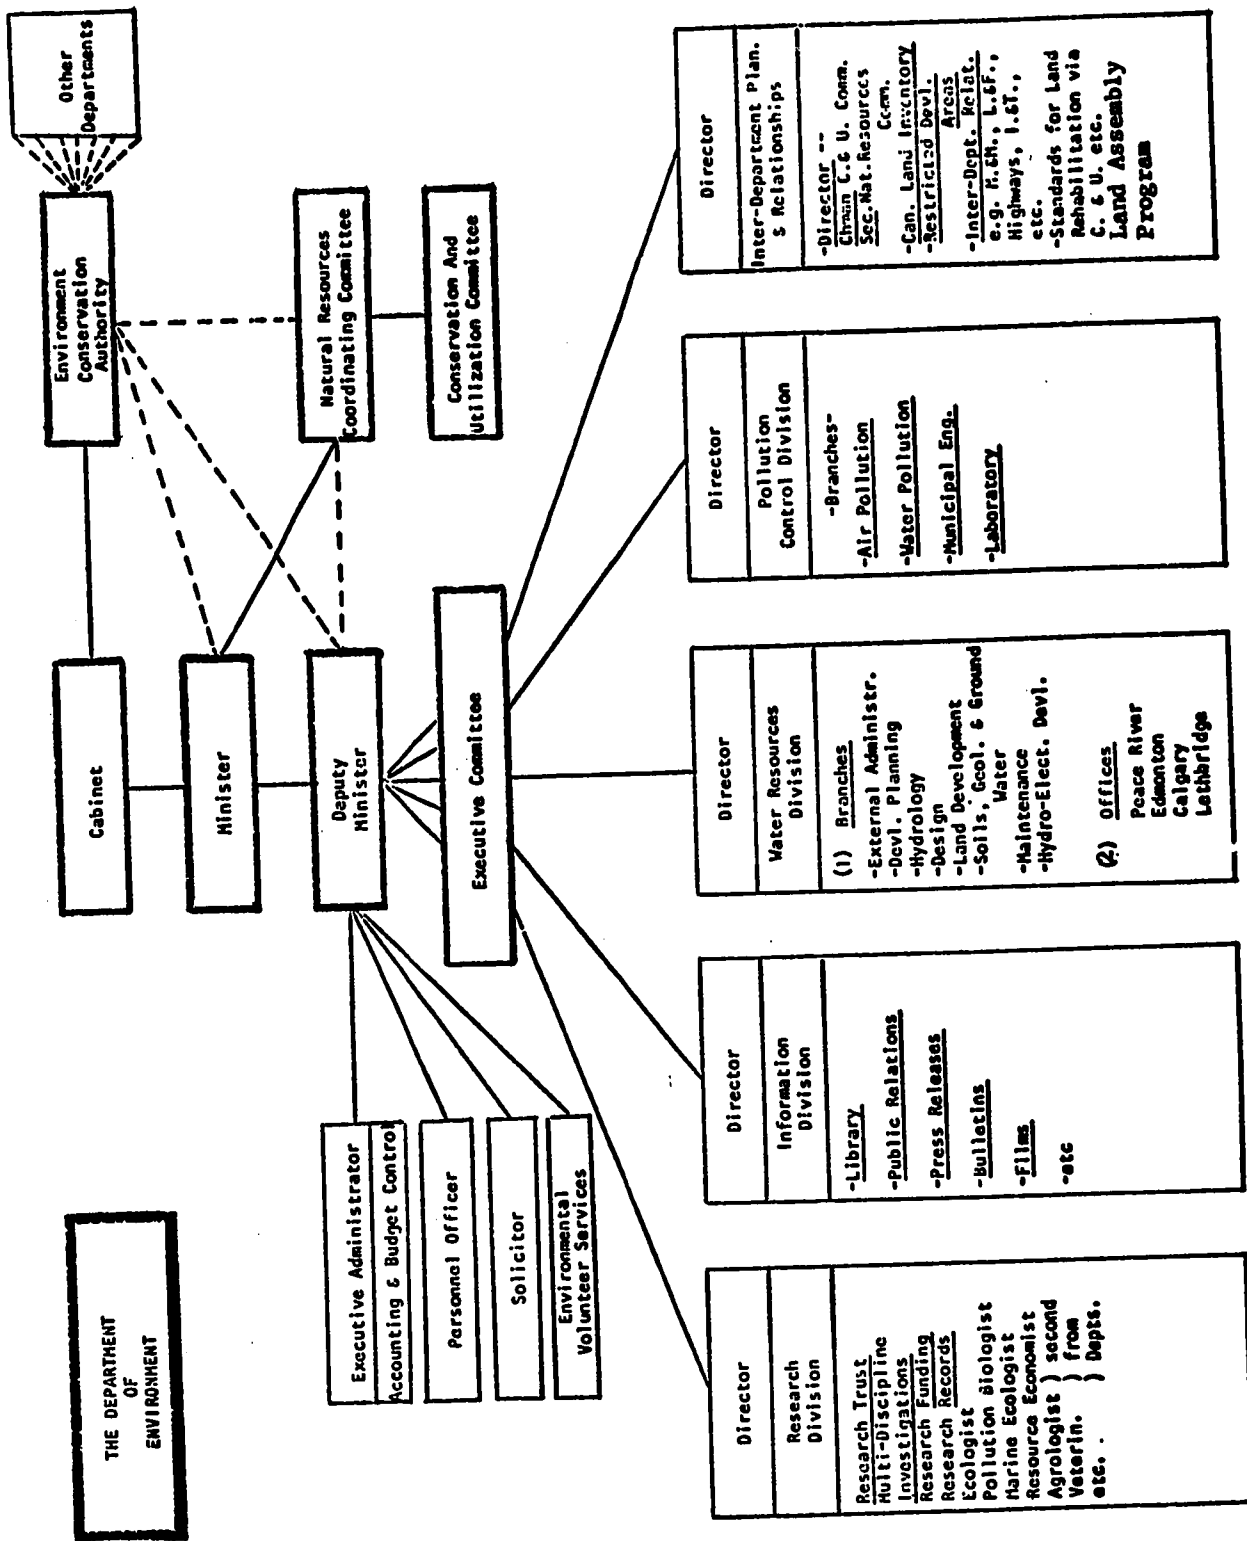 THE DEPARTMENT
OF
ENVIRONMENT
Other
Departments
Environment
Conservation
Authority
Cabinet
Minister
Natural Resources
Coordinating Committee
Deputy
Minister
Conservation And
Utilization Committee
Executive Administrator
Accounting & Budget Control
Personnel Officer
Solicitor
Environmental
Volunteer Services
Executive Committee
Director
Research
Division
Research Trust
Multi-Discipline
Investigations
Research Funding
Research Records
Ecologist
Pollution Biologist
Marine Ecologist
Resource Economist
Agrologist ) second
Veterin. ) from
etc. . ) Depts.
Director
Information
Division
-Library
-Public Relations
-Press Releases
-Bulletins
-Films
-etc
Director
Water Resources
Division
(1) Branches
-External Administr.
-Devl. Planning
-Hydrology
-Design
-Land Development
-Soils, Geol. & Ground
Water
-Maintenance
-Hydro-Elect. Devl.
(2) Offices
Peace River
Edmonton
Calgary
Lethbridge
Director
Pollution
Control Division
-Branches-
-Air Pollution
-Water Pollution
-Municipal Eng.
-Laboratory
Director
Inter-Department Plan.
& Relationships
-Director --
Chman C.& U. Comm.
Sec.Nat.Resources
Comm.
-Can. Land Inventory
-Restricted Devl.
Areas
-Inter-Dept. Relat.
e.g. M.&M., L.&F.,
Highways, I.&T.,
etc.
-Standards for Land
Rehabilitation via
C. & U. etc.
Land Assembly
Program